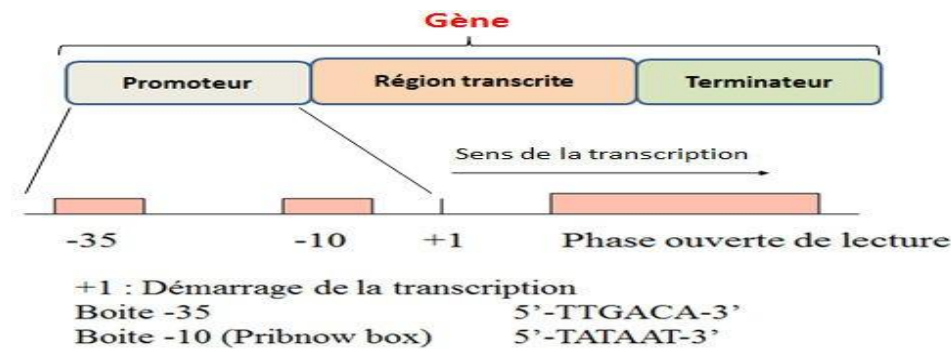 Gène
Promoteur Région transcrite Terminateur
Sens de la transcription
-35 -10 +1 Phase ouverte de lecture
+1 : Démarrage de la transcription
Boite -35 5’-TTGACA-3’
Boite -10 (Pribnow box) 5’-TATAAT-3’